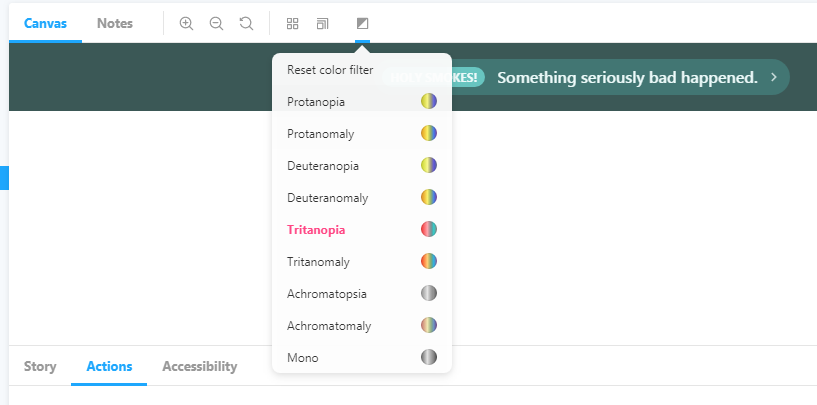 Canvas Notes
Reset color filter
KES! Something seriously bad happened.
Protanopia
Protanomaly
Deuteranopia
Deuteranomaly
Tritanopia
Tritanomaly
Achromatopsia
Achromatomaly
Mono
Story Actions Accessibility